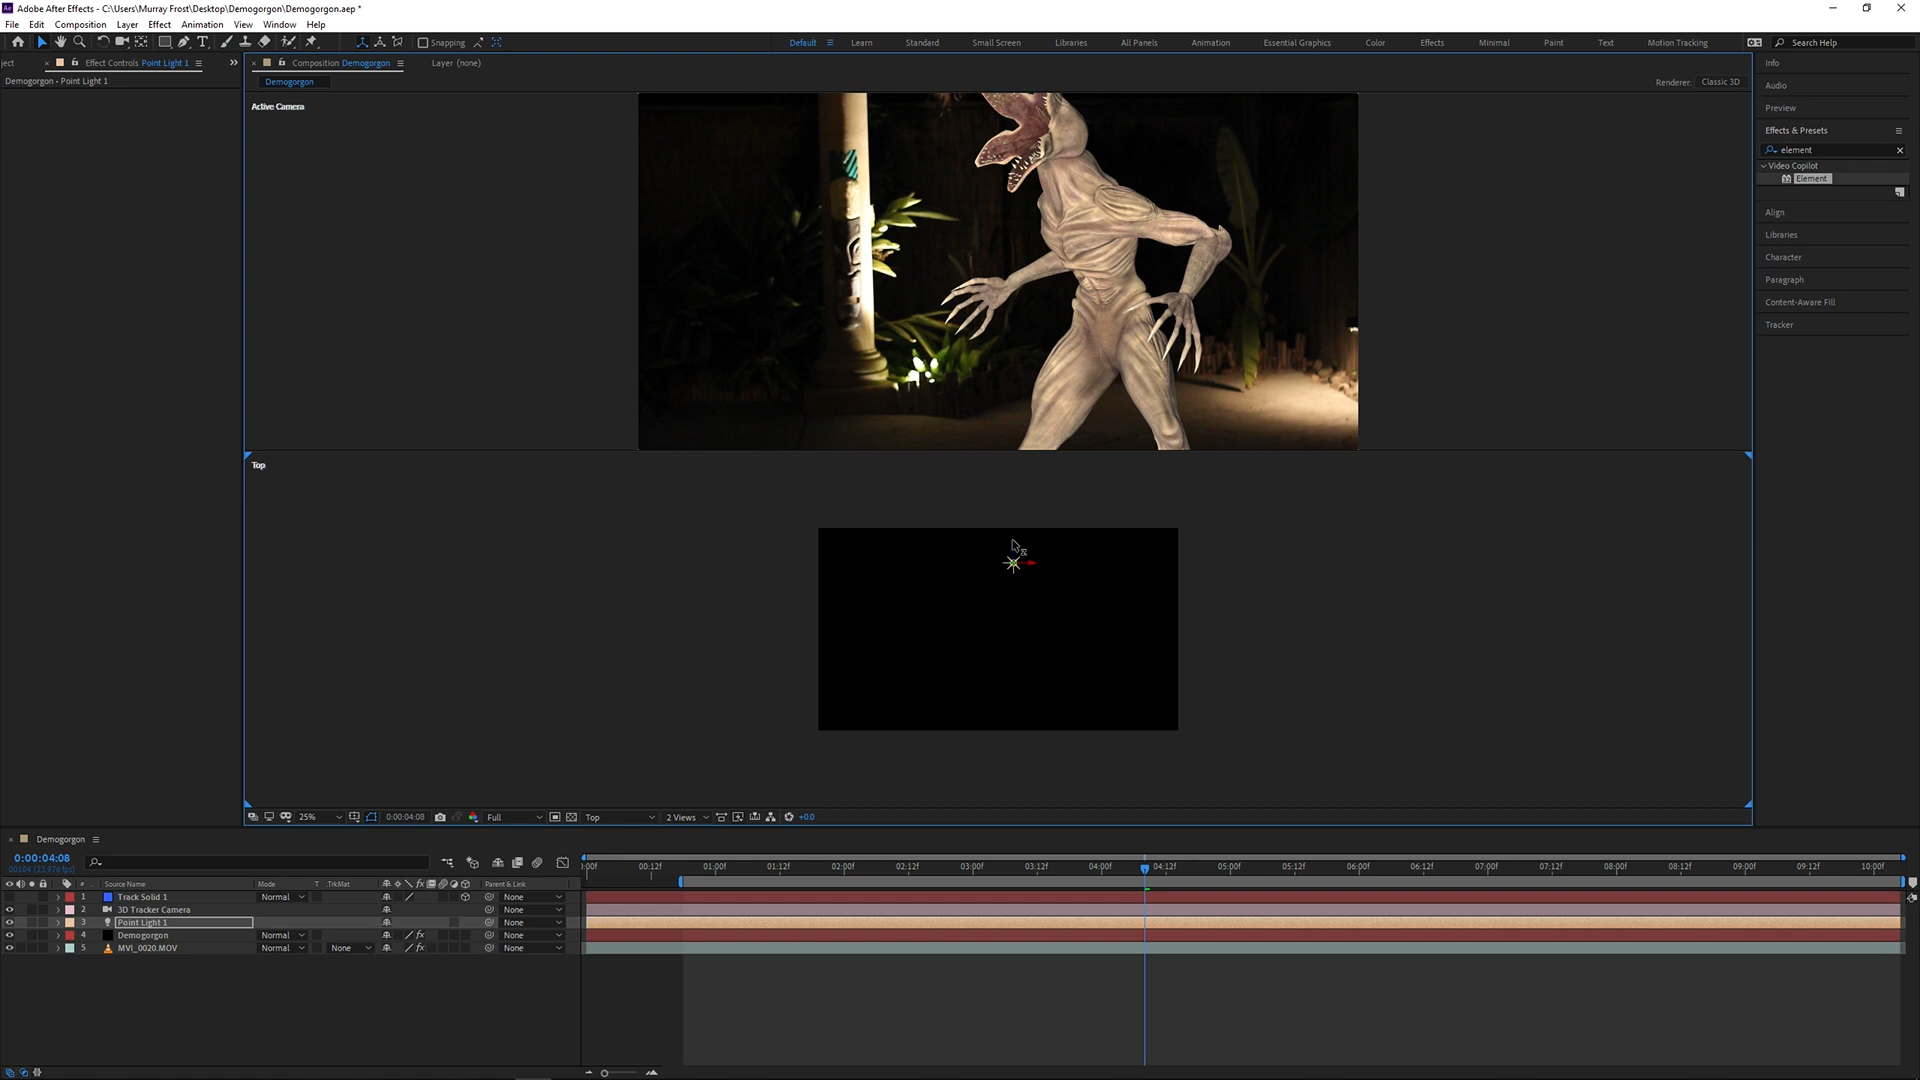 Adobe After Effects - C:\Users\Murray Frost\Desktop\Demogorgon\Demogorgon.aep *
File Edit Composition Layer Effect Animation View Window Help
Snapping Default Learn Standard Small Screen Libraries All Panels Animation Essential Graphics Color Effects Minimal Paint Text Motion Tracking Search Help
ject Effect Controls Point Light 1 Composition Demogorgon Layer (none) Info
Demogorgon - Point Light 1 Demogorgon Renderer: Classic 3D Audio
Active Camera Preview
Effects & Presets
element
Video Copilot
Element
Align
Libraries
Character
Paragraph
Content-Aware Fill
Tracker
Top
25% 0:00:04:08 Full Top 2 Views +0.0
Demogorgon
0:00:04:08
00104 (23.976 fps)
:00f 00:12f 01:00f 01:12f 02:00f 02:12f 03:00f 03:12f 04:00f 04:12f 05:00f 05:12f 06:00f 06:12f 07:00f 07:12f 08:00f 08:12f 09:00f 09:12f 10:00f
# Source Name Mode T .TrkMat fx Parent & Link
1 Track Solid 1 Normal None
2 3D Tracker Camera None
3 Point Light 1 None
4 Demogorgon Normal fx None
5 MVI_0020.MOV Normal None fx None